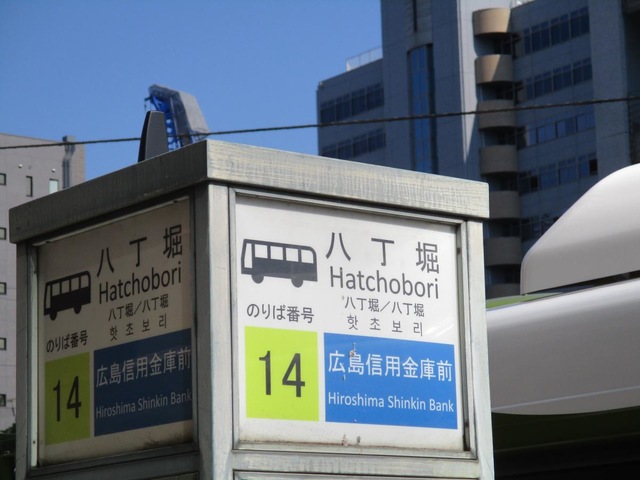 八丁堀
Hatchobori
八丁堀/八丁堀
핫초보리
のりば番号
14
広島信用金庫前
Hiroshima Shinkin Bank
八丁堀
Hatchobori
八丁堀/八丁堀
핫초보리
のりば番号
14
広島信用金庫前
Hiroshima Shinkin Bank